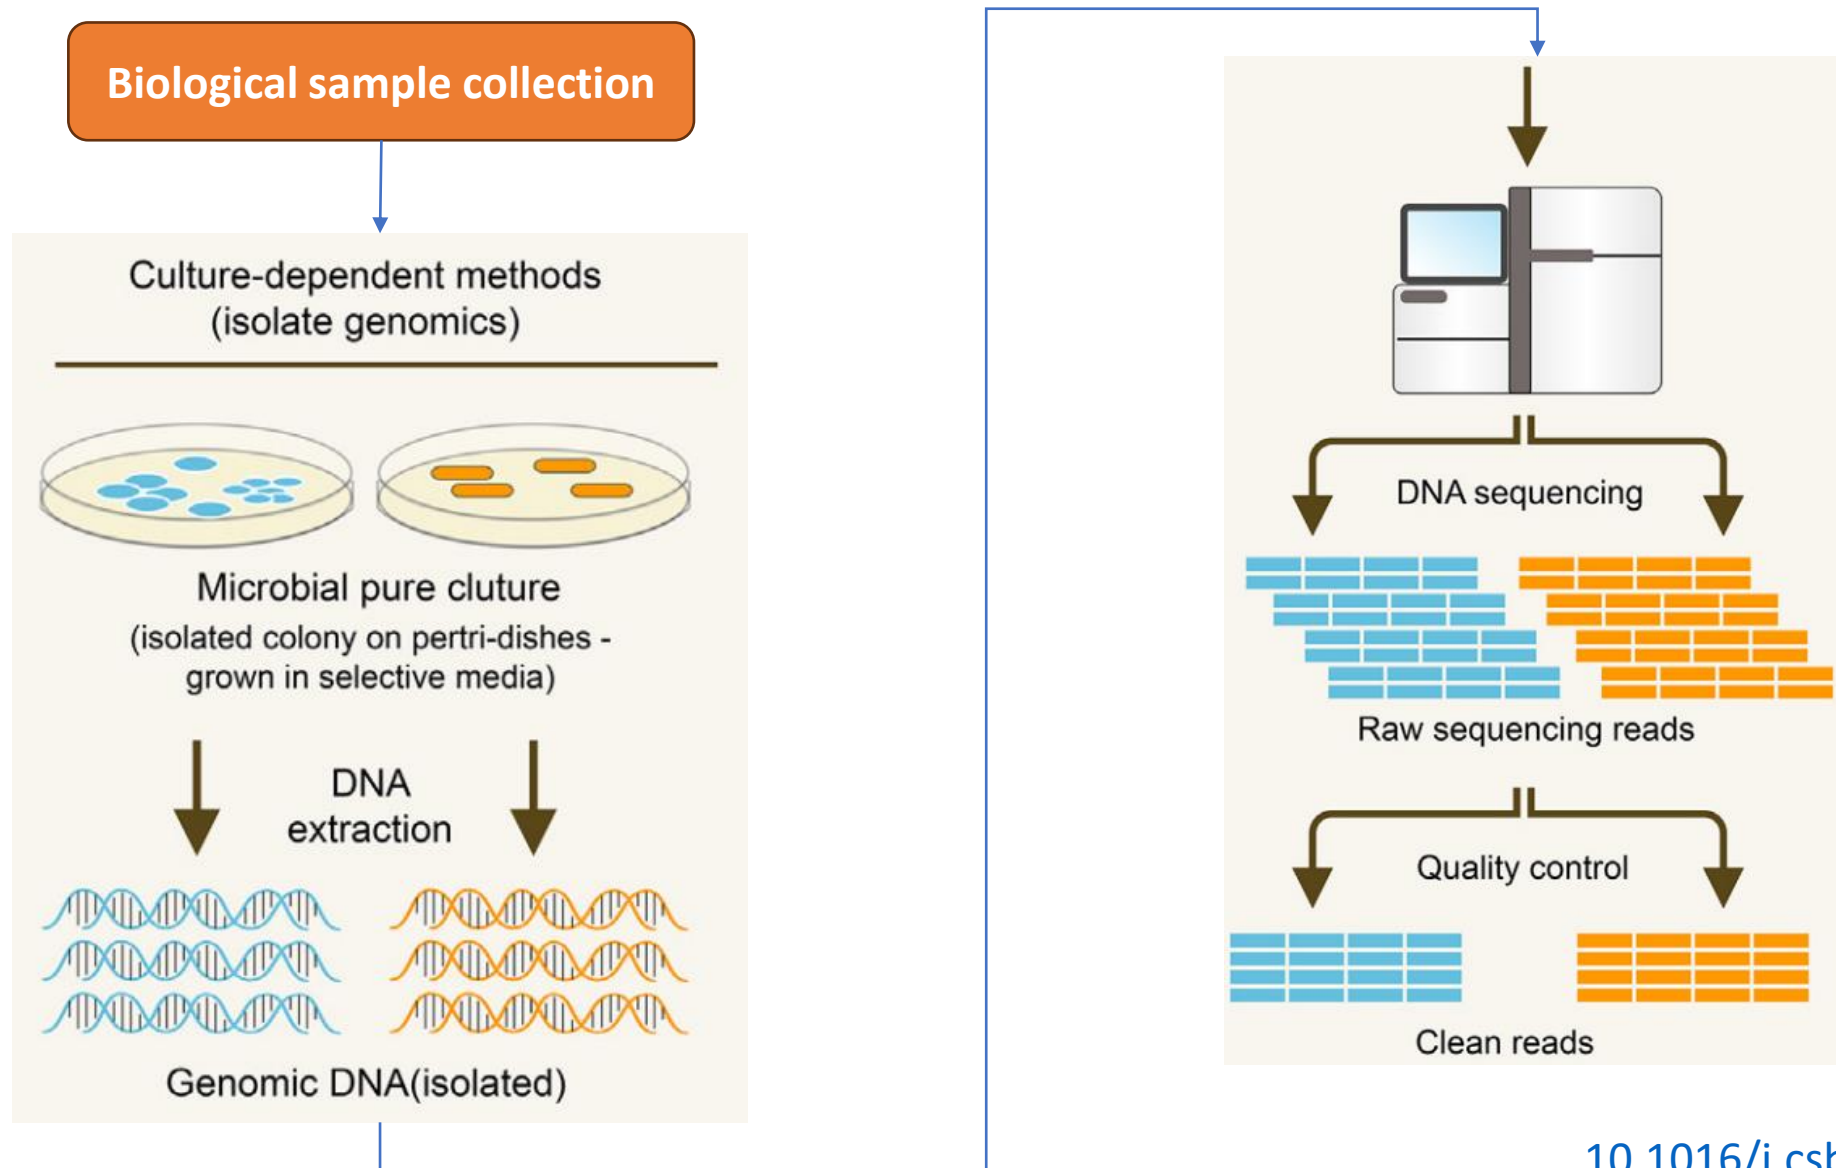 Biological sample collection
Culture-dependent methods
(isolate genomics)
Microbial pure cluture
(isolated colony on pertri-dishes -
grown in selective media)
DNA
extraction
Genomic DNA(isolated)
DNA sequencing
Raw sequencing reads
Quality control
Clean reads
10.1016/j.csb